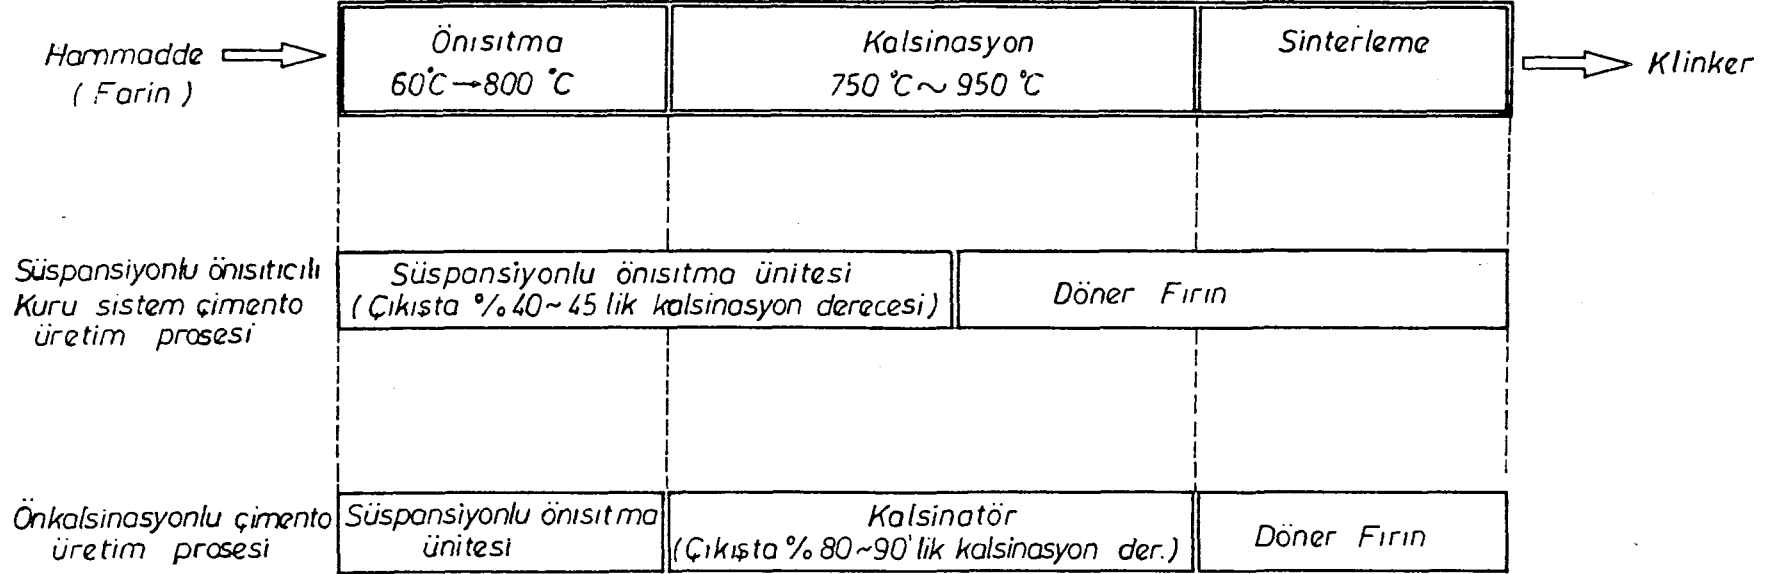 Hammadde
( Farin )
Önısıtma
60°C→800 °C
Kalsinasyon
750 °C ~ 950 °C
Sinterleme
Klinker
Süspansiyonlu önısıtıcılı
Kuru sistem çimento
üretim prosesi
Süspansiyonlu önısıtma ünitesi
(Çıkışta %40~45 lik kalsinasyon derecesi)
Döner Fırın
Önkalsinasyonlu çimento
üretim prosesi
Süspansiyonlu önısıtma
ünitesi
Kalsinatör
(Çıkışta %80~90'lik kalsinasyon der.)
Döner Fırın